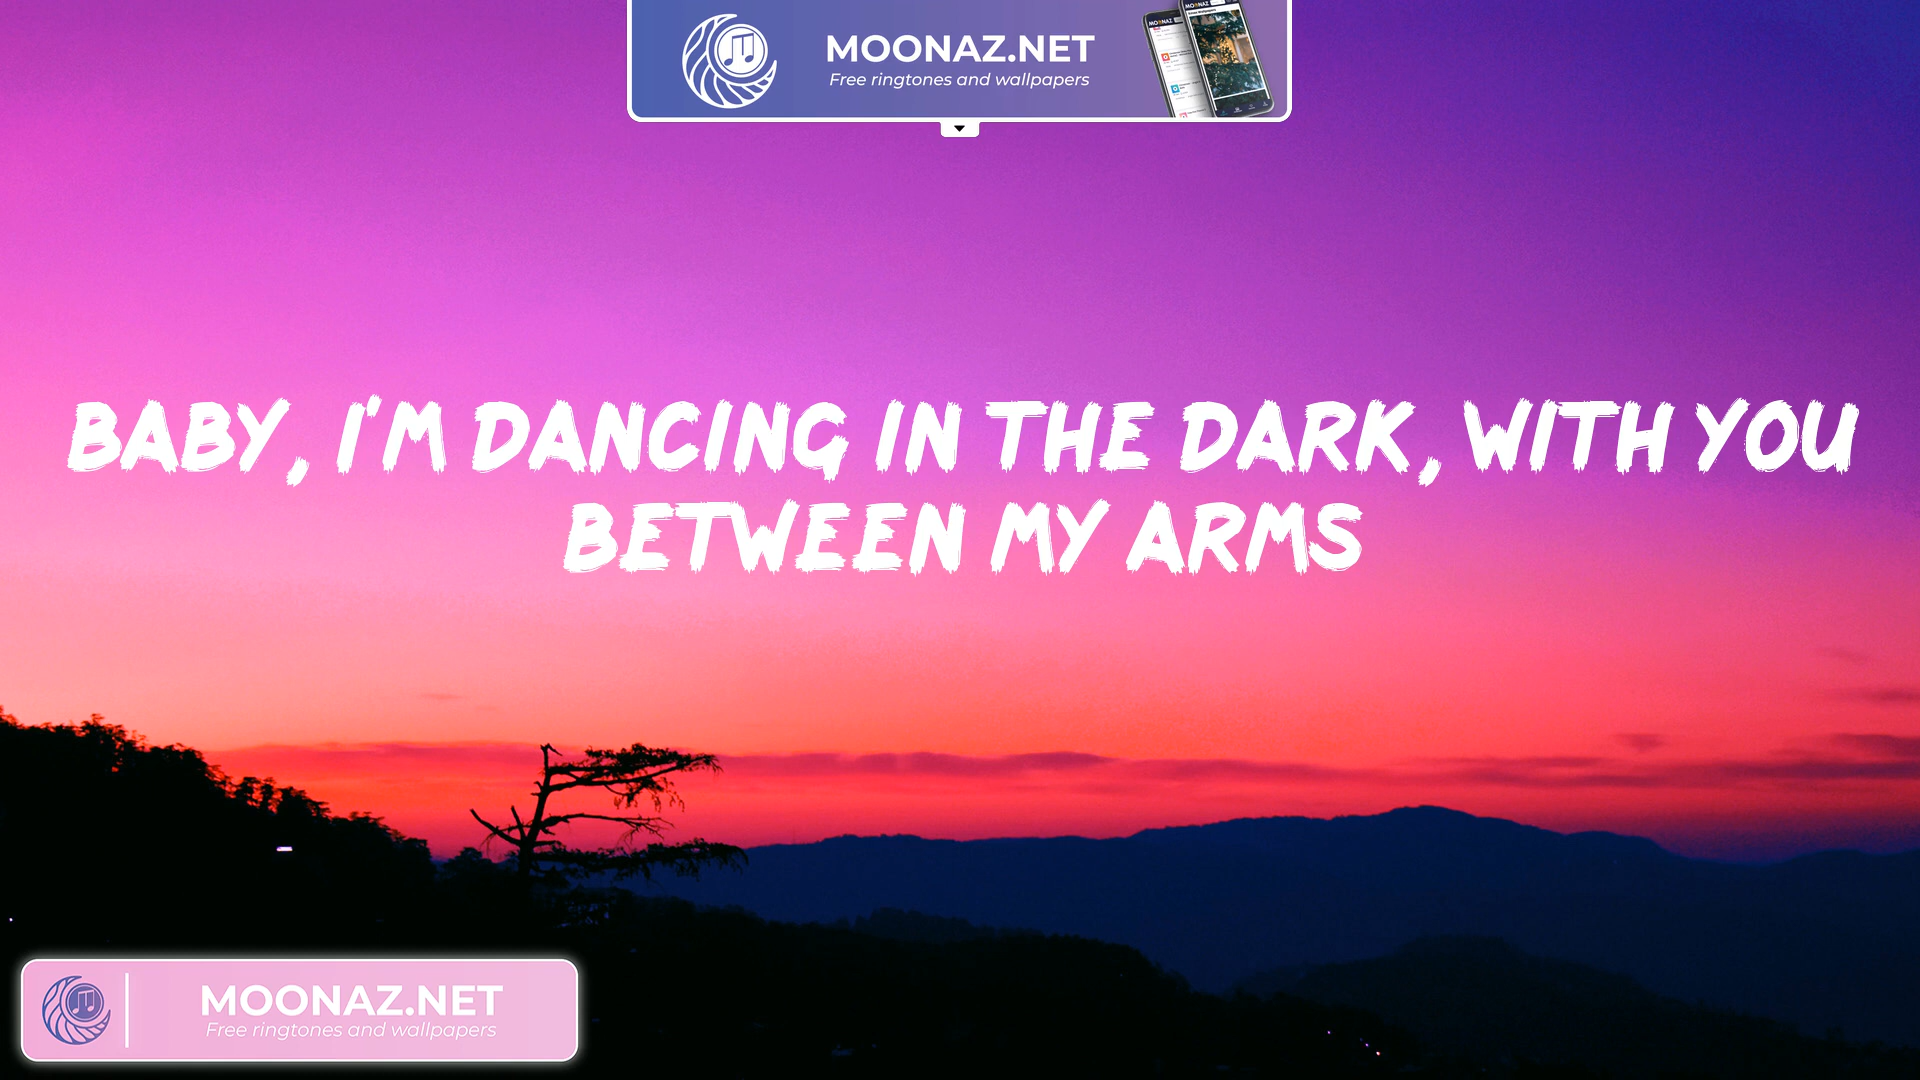 MOONAZ.NET
Free ringtones and wallpapers
BABY, I'M DANCING IN THE DARK, WITH YOU
BETWEEN MY ARMS
MOONAZ.NET
Free ringtones and wallpapers